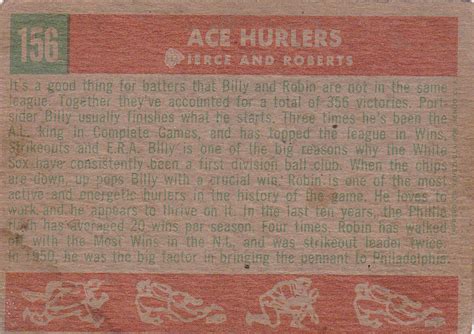 156
ACE HURLERS
IERCE AND ROBERTS
It's a good thing for batters that Billy and Robin are not in the same
league. Together they've accounted for a total of 356 victories. Port-
sider Billy usually finishes what he starts. Three times he's been the
A.L. king in Complete Games, and has topped the league in Wins,
Strikeouts and E.R.A. Billy is one of the big reasons why the White
Sox have consistently been a first division ball club. When the chips
are down, up pops Billy with a crucial win. Robin is one of the most
active and energetic hurlers in the history of the game. He loves to
work and he appears to thrive on it. In the last ten years, the Phillie
has averaged 20 wins per season. Four times, Robin has walked
off with the Most Wins in the N.L. and was strikeout leader twice.
In 1950, he was the big factor in bringing the pennant to Philadelphia.